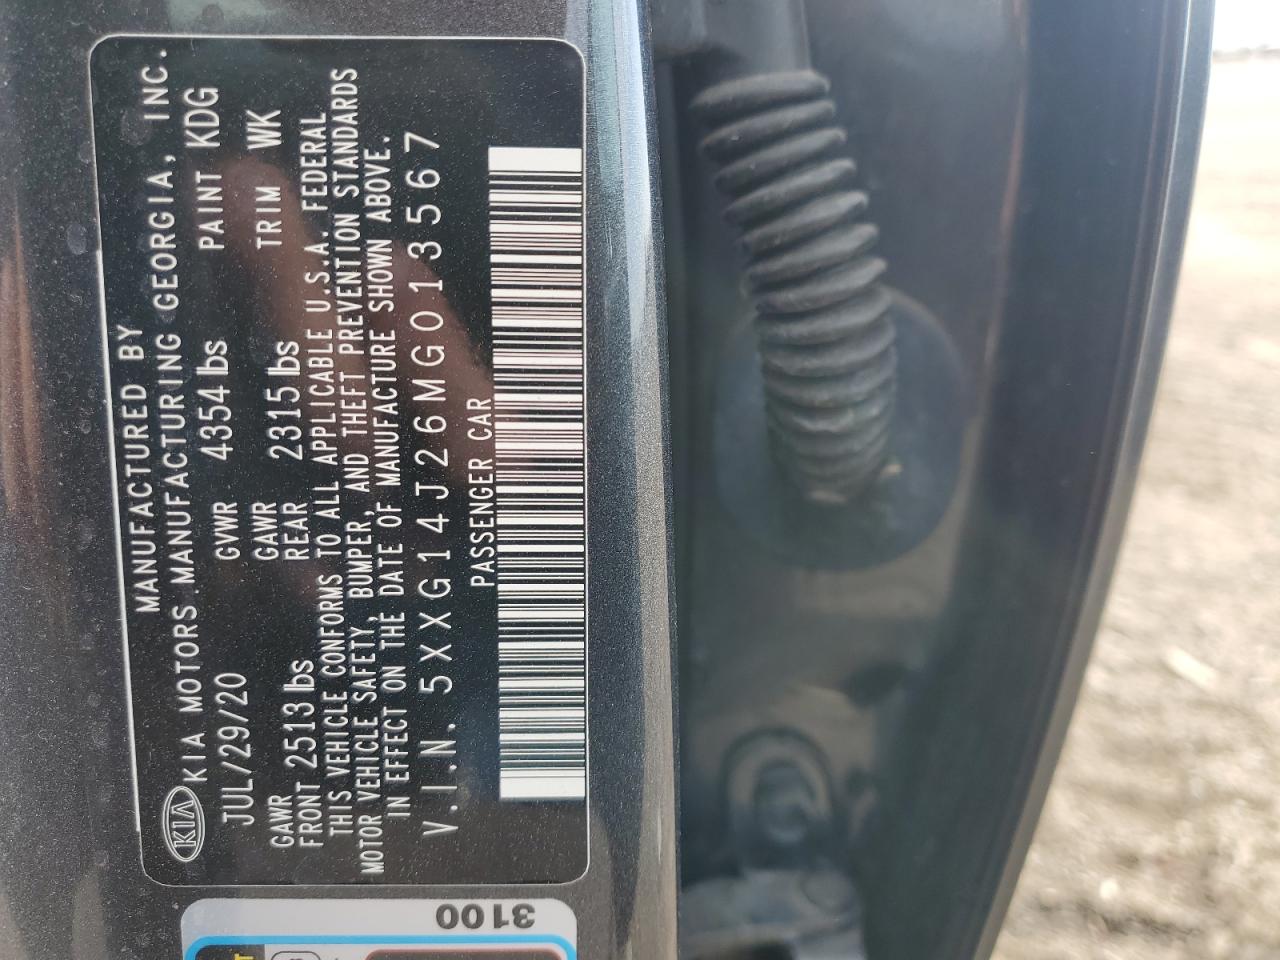 MANUFACTURED BY
KIA KIA MOTORS MANUFACTURING GEORGIA, INC.
JUL/29/20 GVWR 4354 lbs PAINT KDG
GAWR FRONT 2513 lbs GAWR REAR 2315 lbs TRIM WK
THIS VEHICLE CONFORMS TO ALL APPLICABLE U.S.A. FEDERAL
MOTOR VEHICLE SAFETY, BUMPER, AND THEFT PREVENTION STANDARDS
IN EFFECT ON THE DATE OF MANUFACTURE SHOWN ABOVE.
V.I.N. 5XXG14J26MG013567
PASSENGER CAR
3100